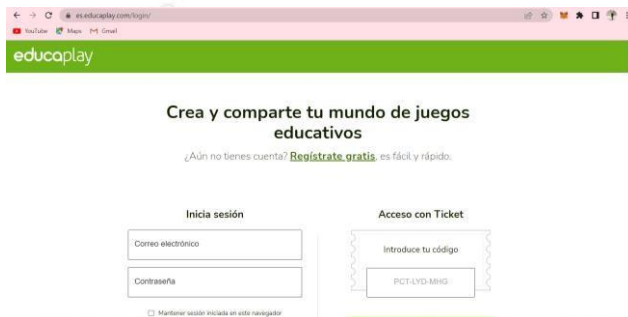 es.educaplay.com/login/
YouTube Maps Gmail
educaplay
Crea y comparte tu mundo de juegos
educativos
¿Aún no tienes cuenta? Regístrate gratis, es fácil y rápido.
Inicia sesión
Correo electrónico
Contraseña
Mantener sesión iniciada en este navegador
Acceso con Ticket
Introduce tu código
PCT-LYD-MHG